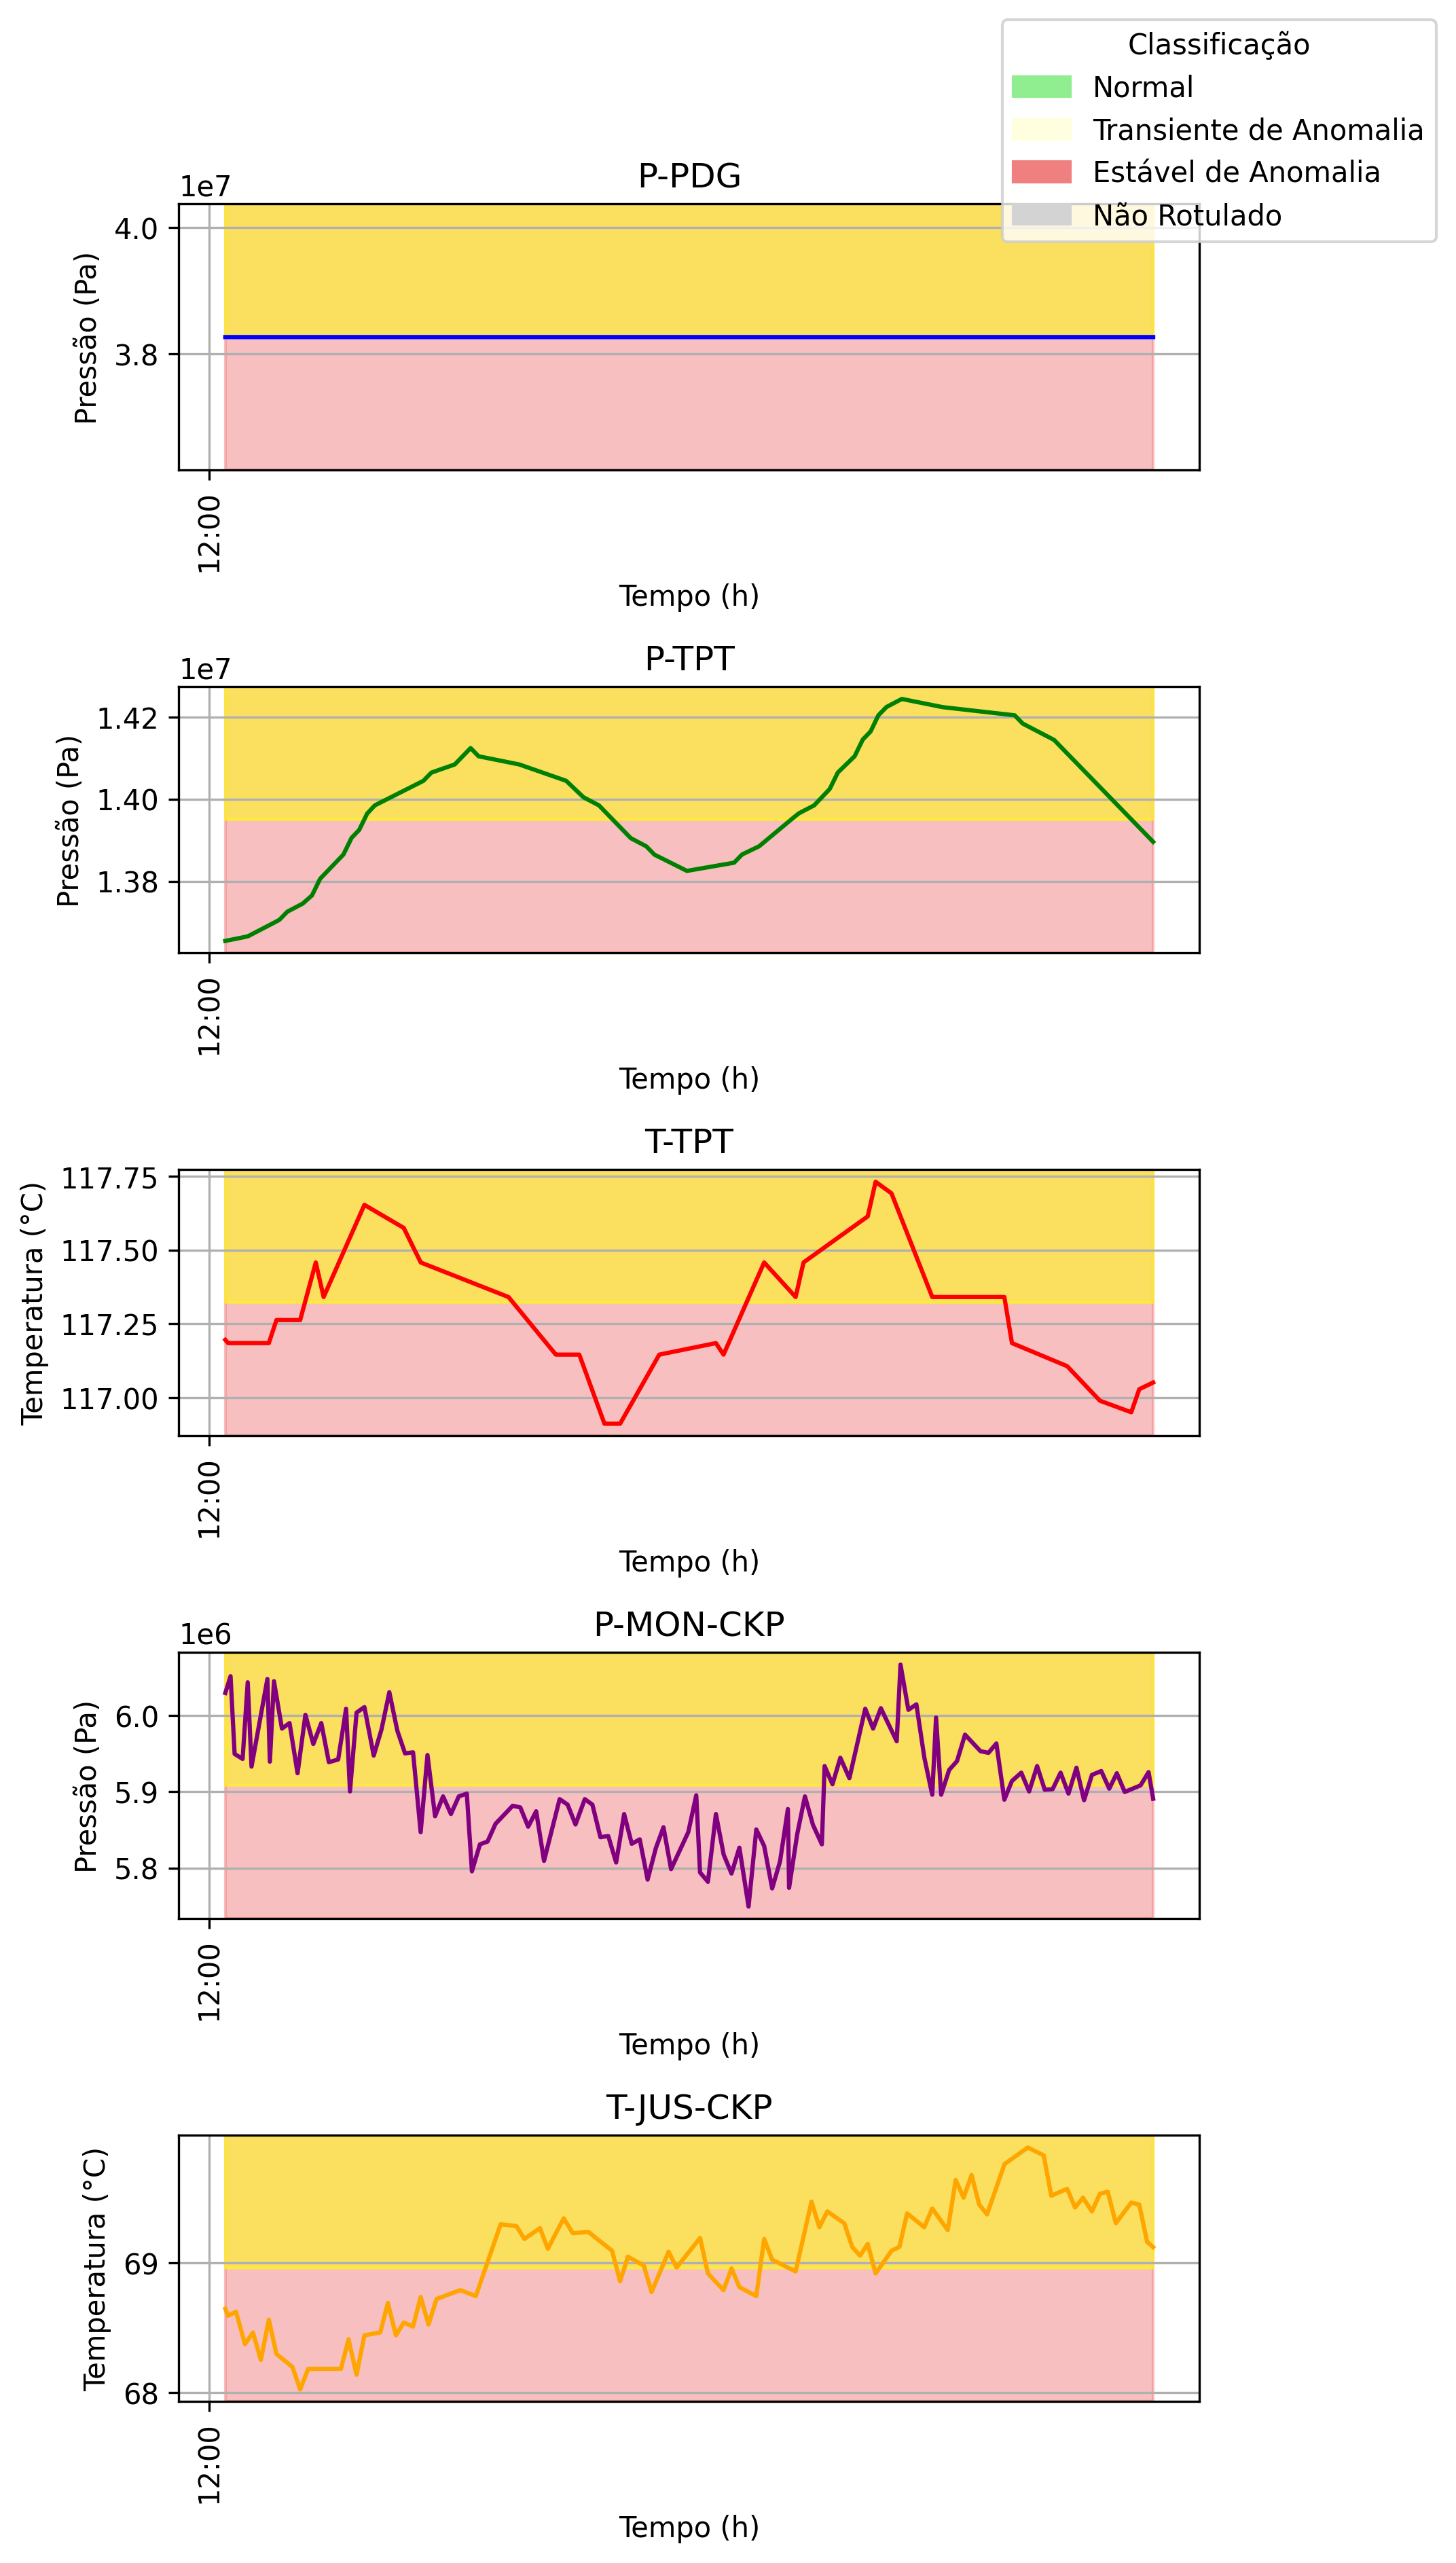 Classificação
Normal
Transiente de Anomalia
Estável de Anomalia
Não Rotulado
P-PDG
1e7
4.0
3.8
Pressão (Pa)
12:00
Tempo (h)
P-TPT
1e7
1.42
1.40
1.38
Pressão (Pa)
12:00
Tempo (h)
T-TPT
117.75
117.50
117.25
117.00
Temperatura (°C)
12:00
Tempo (h)
P-MON-CKP
1e6
6.0
5.9
5.8
Pressão (Pa)
12:00
Tempo (h)
T-JUS-CKP
69
68
Temperatura (°C)
12:00
Tempo (h)